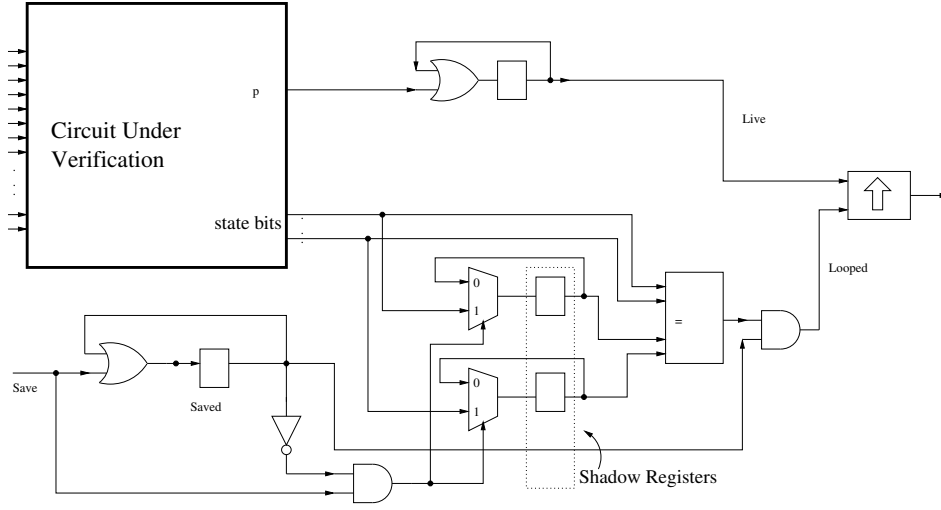 p
Circuit Under
Verification
Live
state bits
Looped
0
1
=
Save
Saved
0
1
Shadow Registers